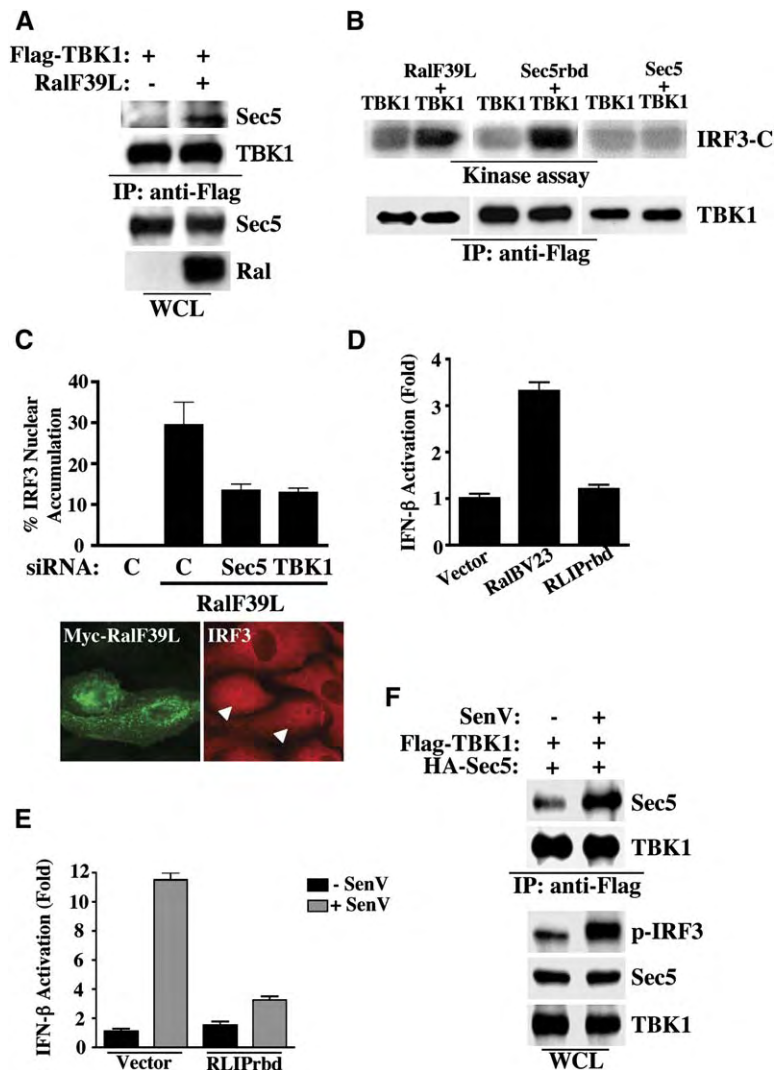 A
Flag-TBK1: + +
RalF39L: - +
Sec5
TBK1
IP: anti-Flag
Sec5
Ral
WCL
B
RalF39L Sec5rbd Sec5
+ + +
TBK1 TBK1 TBK1 TBK1 TBK1 TBK1
IRF3-C
Kinase assay
TBK1
IP: anti-Flag
C
% IRF3 Nuclear
Accumulation
40
30
20
10
0
siRNA: C C Sec5 TBK1
RalF39L
Myc-RalF39L IRF3
D
IFN-β Activation (Fold)
4
3
2
1
0
Vector RalBV23 RLIPrbd
E
IFN-β Activation (Fold)
12
10
8
6
4
2
0
Vector RLIPrbd
- SenV
+ SenV
F
SenV: - +
Flag-TBK1: + +
HA-Sec5: + +
Sec5
TBK1
IP: anti-Flag
p-IRF3
Sec5
TBK1
WCL